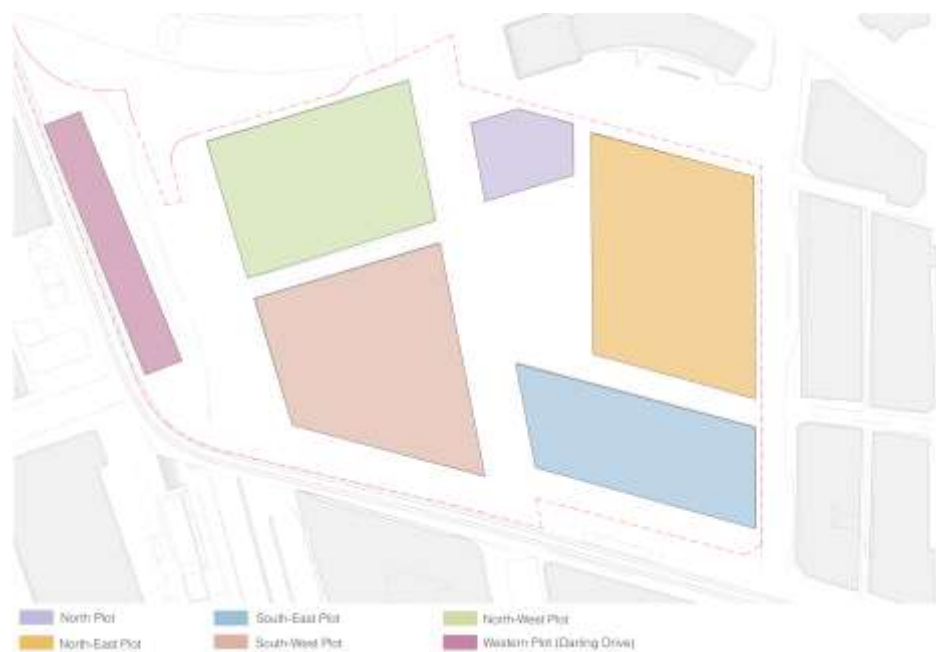 North Plot
South-East Plot
North-West Plot
North-East Plot
South-West Plot
Western Plot (Darling Drive)